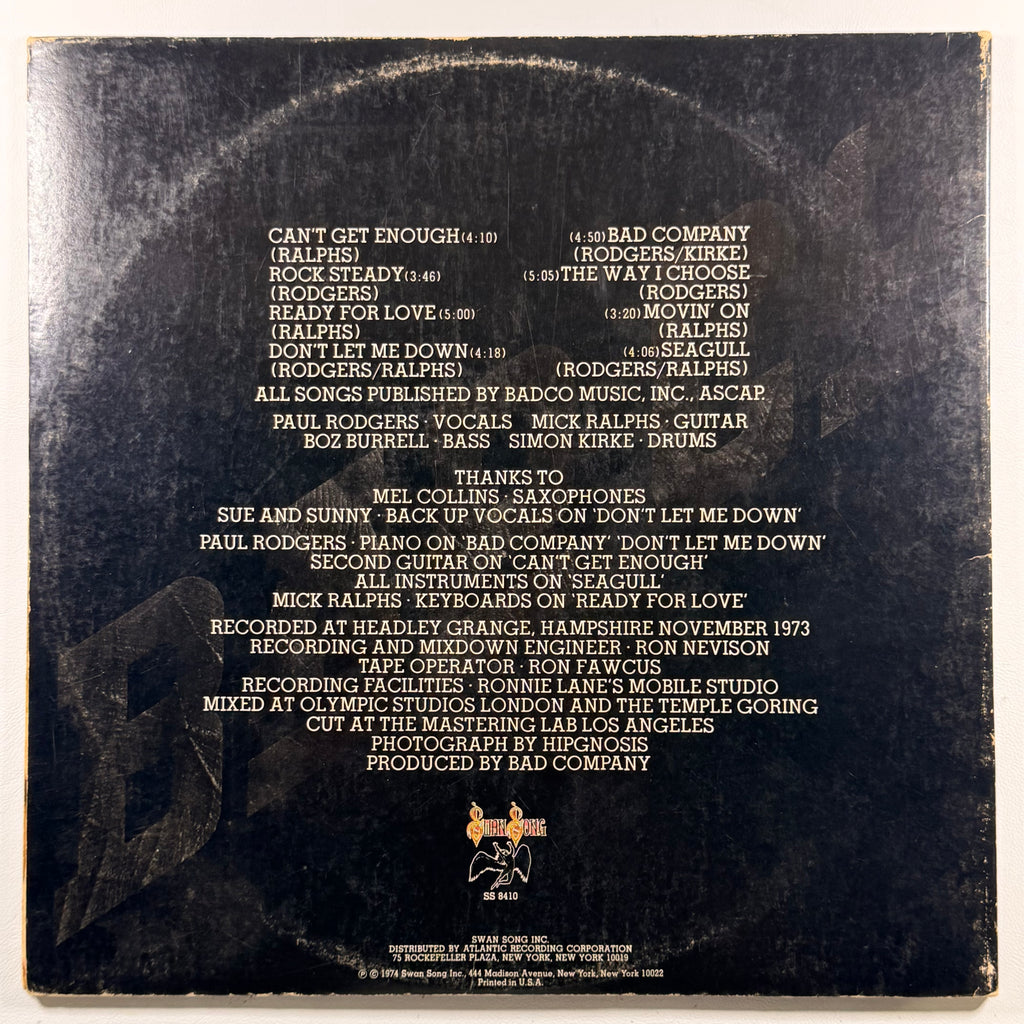 CAN'T GET ENOUGH (4:10) (4:50) BAD COMPANY
(RALPHS) (RODGERS/KIRKE)
ROCK STEADY (3:46) (5:05) THE WAY I CHOOSE
(RODGERS) (RODGERS)
READY FOR LOVE (5:00) (3:20) MOVIN' ON
(RALPHS) (RALPHS)
DON'T LET ME DOWN (4:18) (4:06) SEAGULL
(RODGERS/RALPHS) (RODGERS/RALPHS)
ALL SONGS PUBLISHED BY BADCO MUSIC, INC., ASCAP.
PAUL RODGERS · VOCALS MICK RALPHS · GUITAR
BOZ BURRELL · BASS SIMON KIRKE · DRUMS
THANKS TO
MEL COLLINS · SAXOPHONES
SUE AND SUNNY · BACK UP VOCALS ON 'DON'T LET ME DOWN'
PAUL RODGERS · PIANO ON 'BAD COMPANY' 'DON'T LET ME DOWN'
SECOND GUITAR ON 'CAN'T GET ENOUGH'
ALL INSTRUMENTS ON 'SEAGULL'
MICK RALPHS · KEYBOARDS ON 'READY FOR LOVE'
RECORDED AT HEADLEY GRANGE, HAMPSHIRE NOVEMBER 1973
RECORDING AND MIXDOWN ENGINEER · RON NEVISON
TAPE OPERATOR · RON FAWCUS
RECORDING FACILITIES · RONNIE LANE'S MOBILE STUDIO
MIXED AT OLYMPIC STUDIOS LONDON AND THE TEMPLE GORING
CUT AT THE MASTERING LAB LOS ANGELES
PHOTOGRAPH BY HIPGNOSIS
PRODUCED BY BAD COMPANY
SWAN SONG
SS 8410
SWAN SONG INC.
DISTRIBUTED BY ATLANTIC RECORDING CORPORATION
75 ROCKEFELLER PLAZA, NEW YORK, NEW YORK 10019
℗ © 1974 Swan Song Inc., 444 Madison Avenue, New York, New York 10022
Printed in U.S.A.